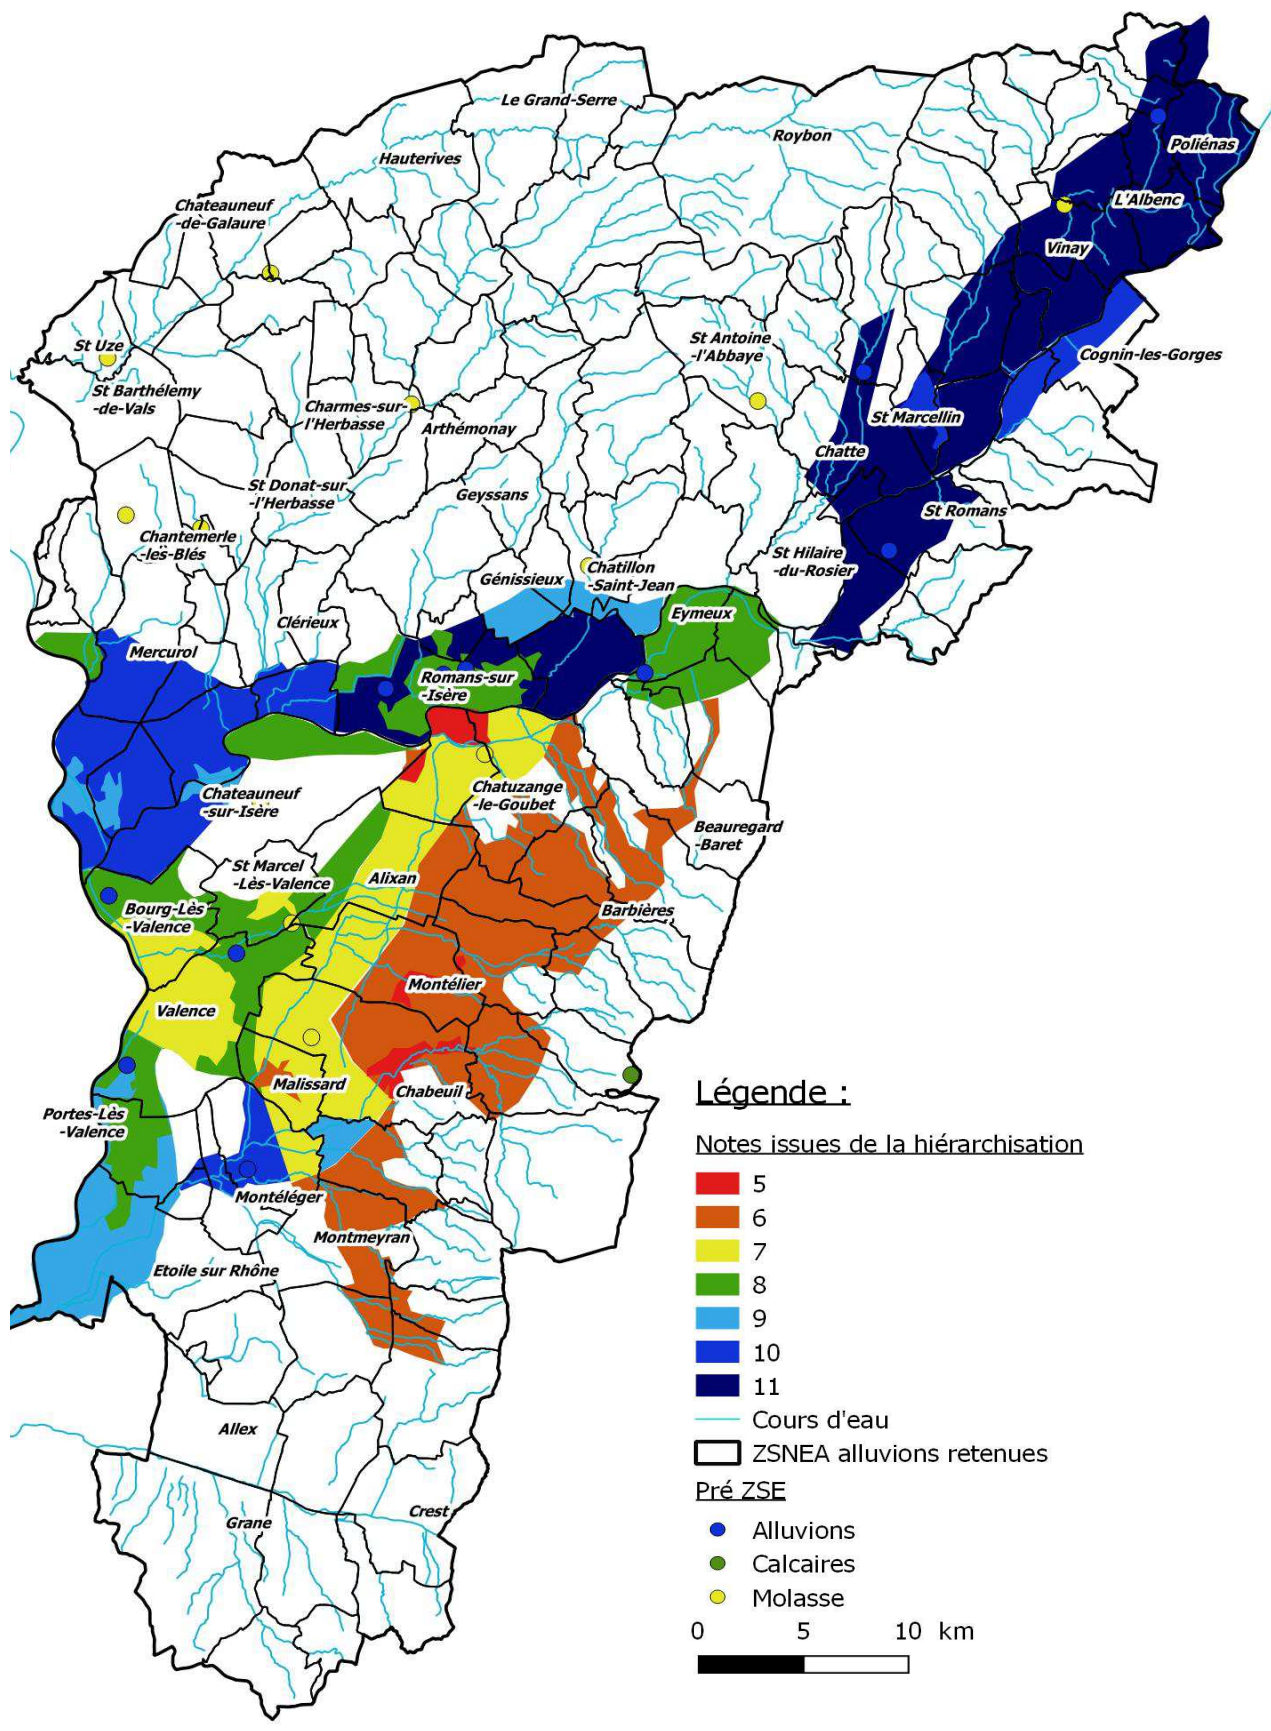 Le Grand-Serre
Roybon
Poliénas
Hauterives
L'Albenc
Chateauneuf
-de-Galaure
Vinay
St Uze
St Antoine
-l'Abbaye
Cognin-les-Gorges
St Barthélemy
-de-Vals
Charmes-sur-
l'Herbasse
Arthémonay
St Marcellin
Chatte
St Donat-sur
-l'Herbasse
Geyssans
St Romans
Chantemerle
-les-Blés
St Hilaire
-du-Rosier
Génissieux
Chatillon
-Saint-Jean
Clérieux
Eymeux
Mercurol
Romans-sur
-Isère
Chateauneuf
-sur-Isère
Chatuzange
-le-Goubet
Beauregard
-Baret
St Marcel
-Lès-Valence
Alixan
Bourg-Lès
-Valence
Barbières
Montélier
Valence
Malissard
Chabeuil
Portes-Lès
-Valence
Montéléger
Montmeyran
Etoile sur Rhône
Allex
Crest
Grane
Légende :
Notes issues de la hiérarchisation
5
6
7
8
9
10
11
Cours d'eau
ZSNEA alluvions retenues
Pré ZSE
Alluvions
Calcaires
Molasse
0 5 10 km